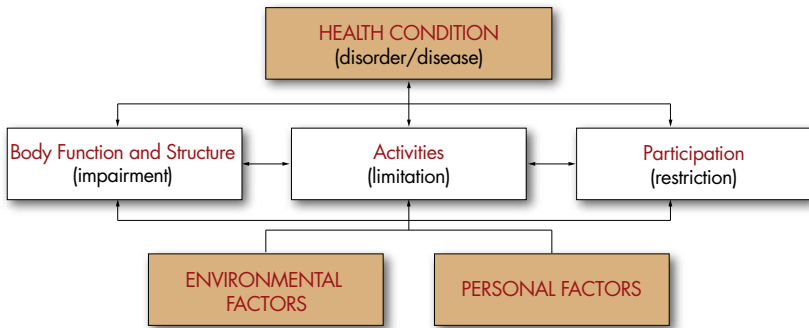 HEALTH CONDITION
(disorder/disease)
Body Function and Structure
(impairment)
Activities
(limitation)
Participation
(restriction)
ENVIRONMENTAL
FACTORS
PERSONAL FACTORS